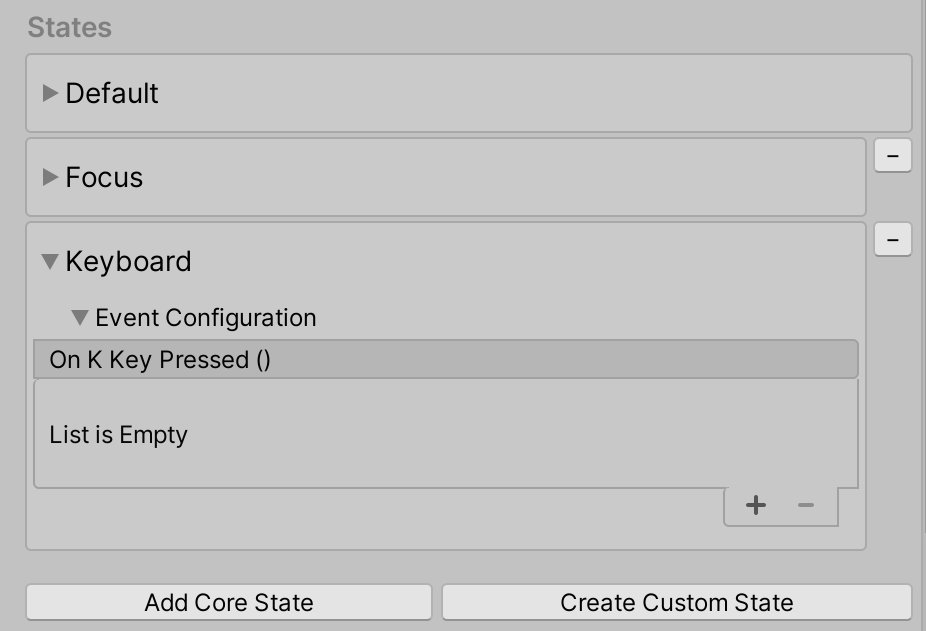 States
Default
Focus
Keyboard
Event Configuration
On K Key Pressed ()
List is Empty
Add Core State
Create Custom State